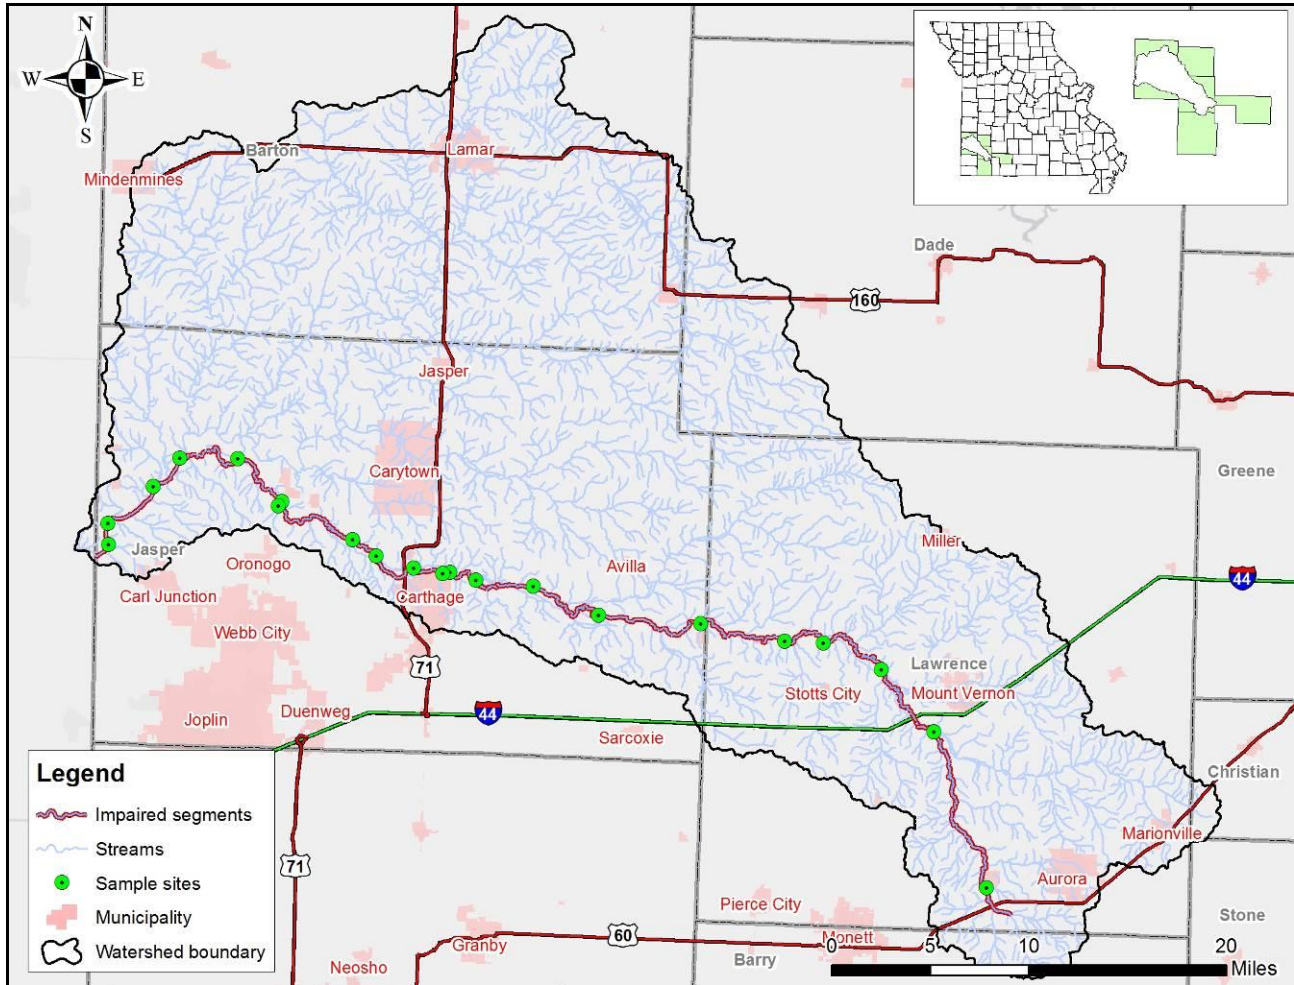 N
W
E
S
Barton
Lamar
Mindenmines
Dade
160
Jasper
Carytown
Greene
Jasper
Oronogo
Miller
Avilla
44
Carl Junction
Carthage
Webb City
71
Lawrence
Stotts City
Mount Vernon
Joplin
Duenweg
44
Sarcoxie
Christian
Legend
Impaired segments
Streams
Sample sites
Municipality
Watershed boundary
71
Marionville
Aurora
Pierce City
Stone
60
Granby
Monett
Neosho
Barry
0
5
10
20
Miles